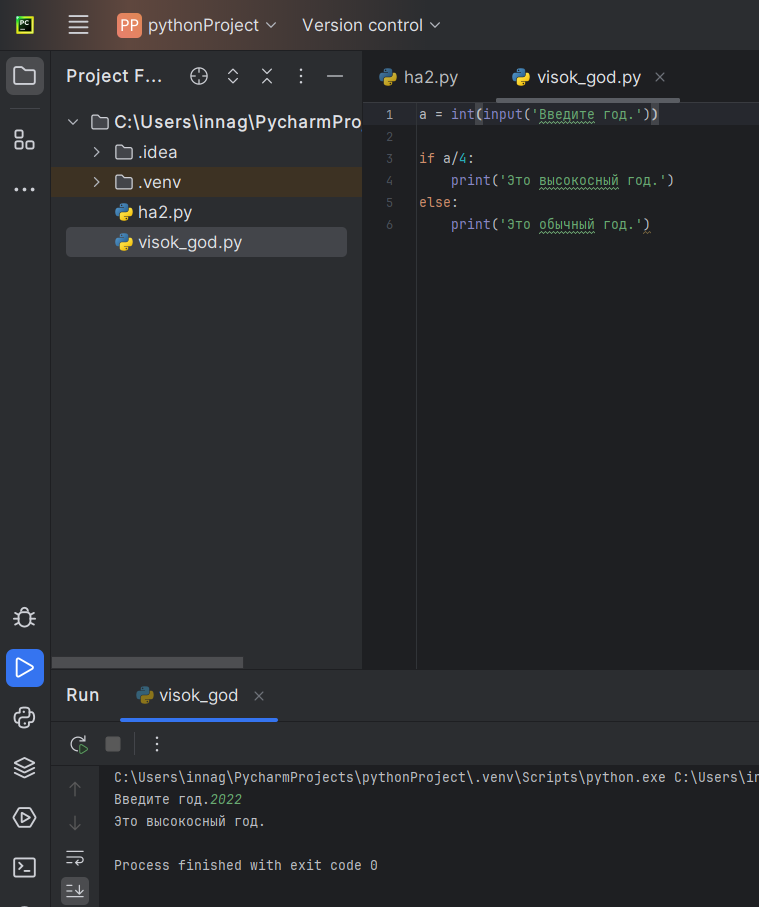 PC
PP pythonProject Version control
Project F...
ha2.py visok_god.py
C:\Users\innag\PycharmPro
.idea
.venv
ha2.py
visok_god.py
1 a = int(input('Введите год.'))
2
3 if a/4:
4 print('Это высокосный год.')
5 else:
6 print('Это обычный год.')
Run visok_god
C:\Users\innag\PycharmProjects\pythonProject\.venv\Scripts\python.exe C:\Users\in
Введите год.2022
Это высокосный год.
Process finished with exit code 0